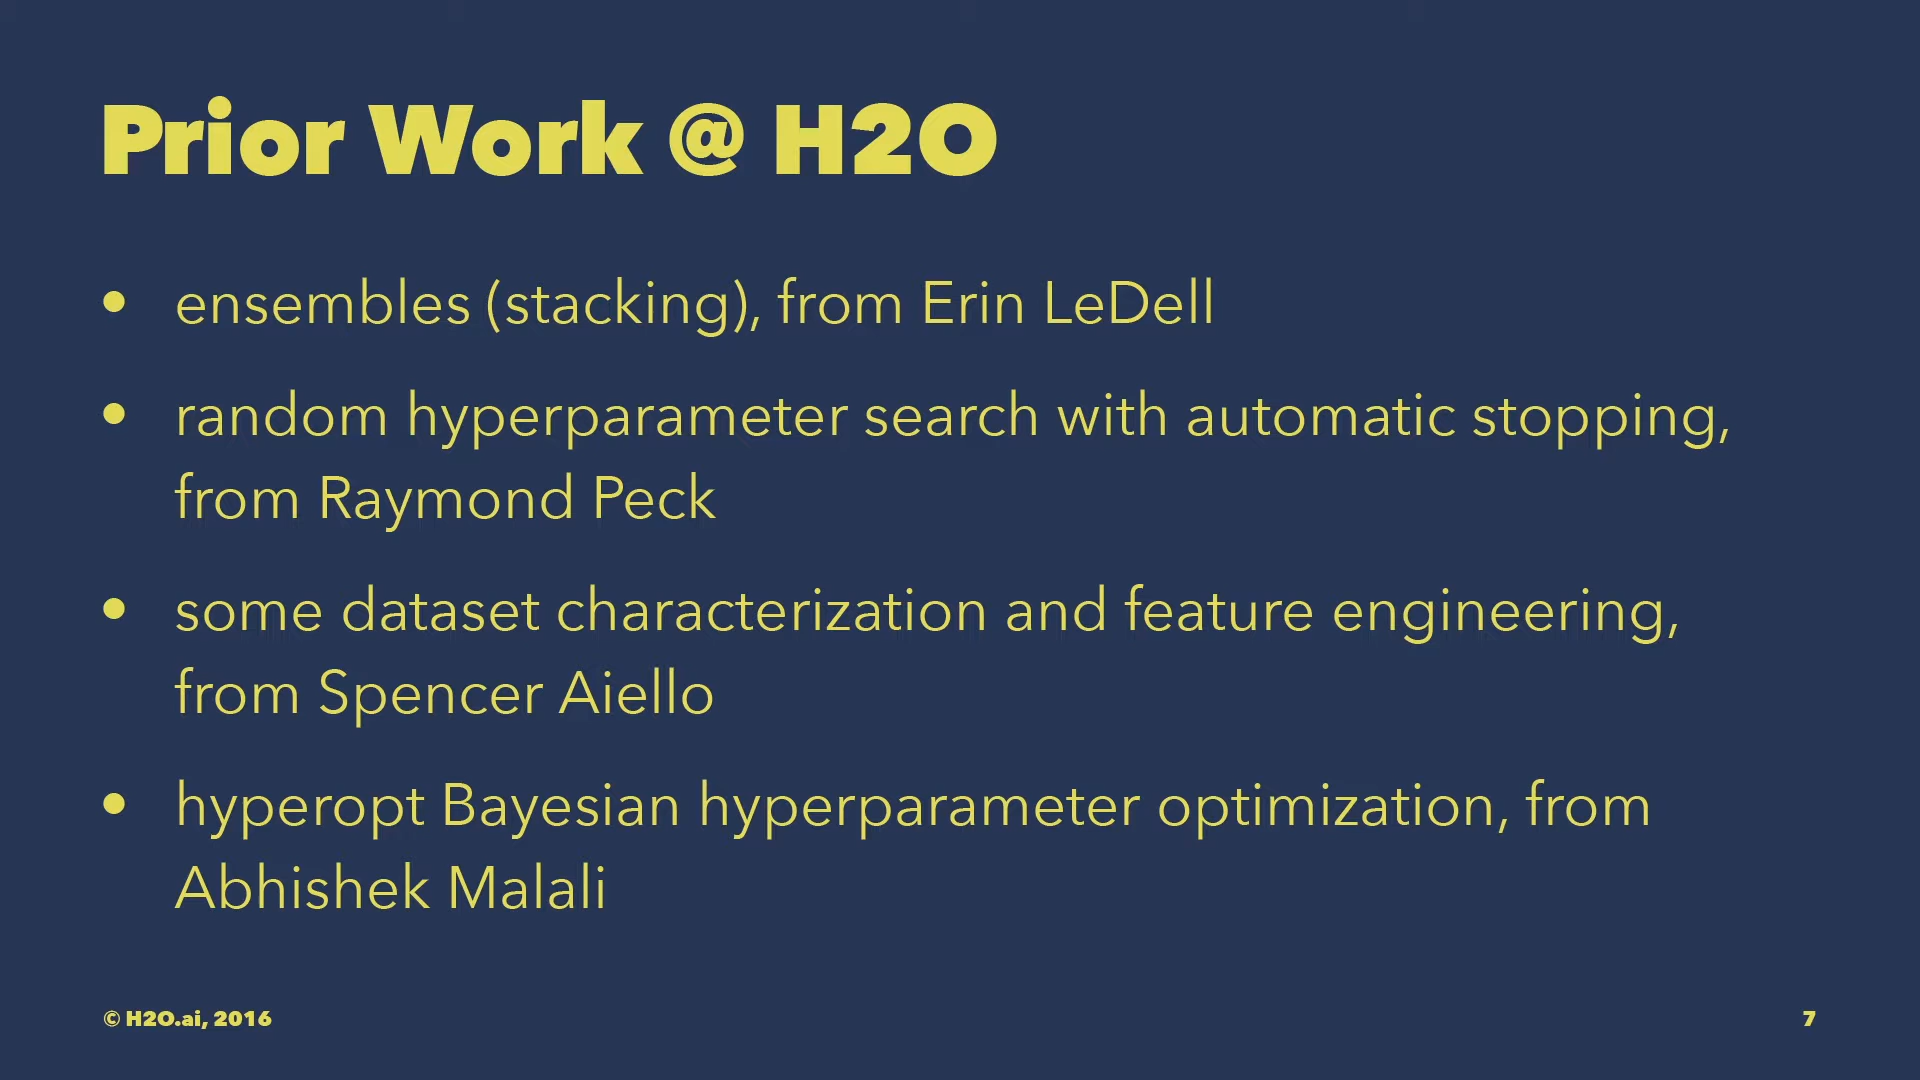 Prior Work @ H2O
• ensembles (stacking), from Erin LeDell
• random hyperparameter search with automatic stopping,
from Raymond Peck
• some dataset characterization and feature engineering,
from Spencer Aiello
• hyperopt Bayesian hyperparameter optimization, from
Abhishek Malali
© H2O.ai, 2016
7